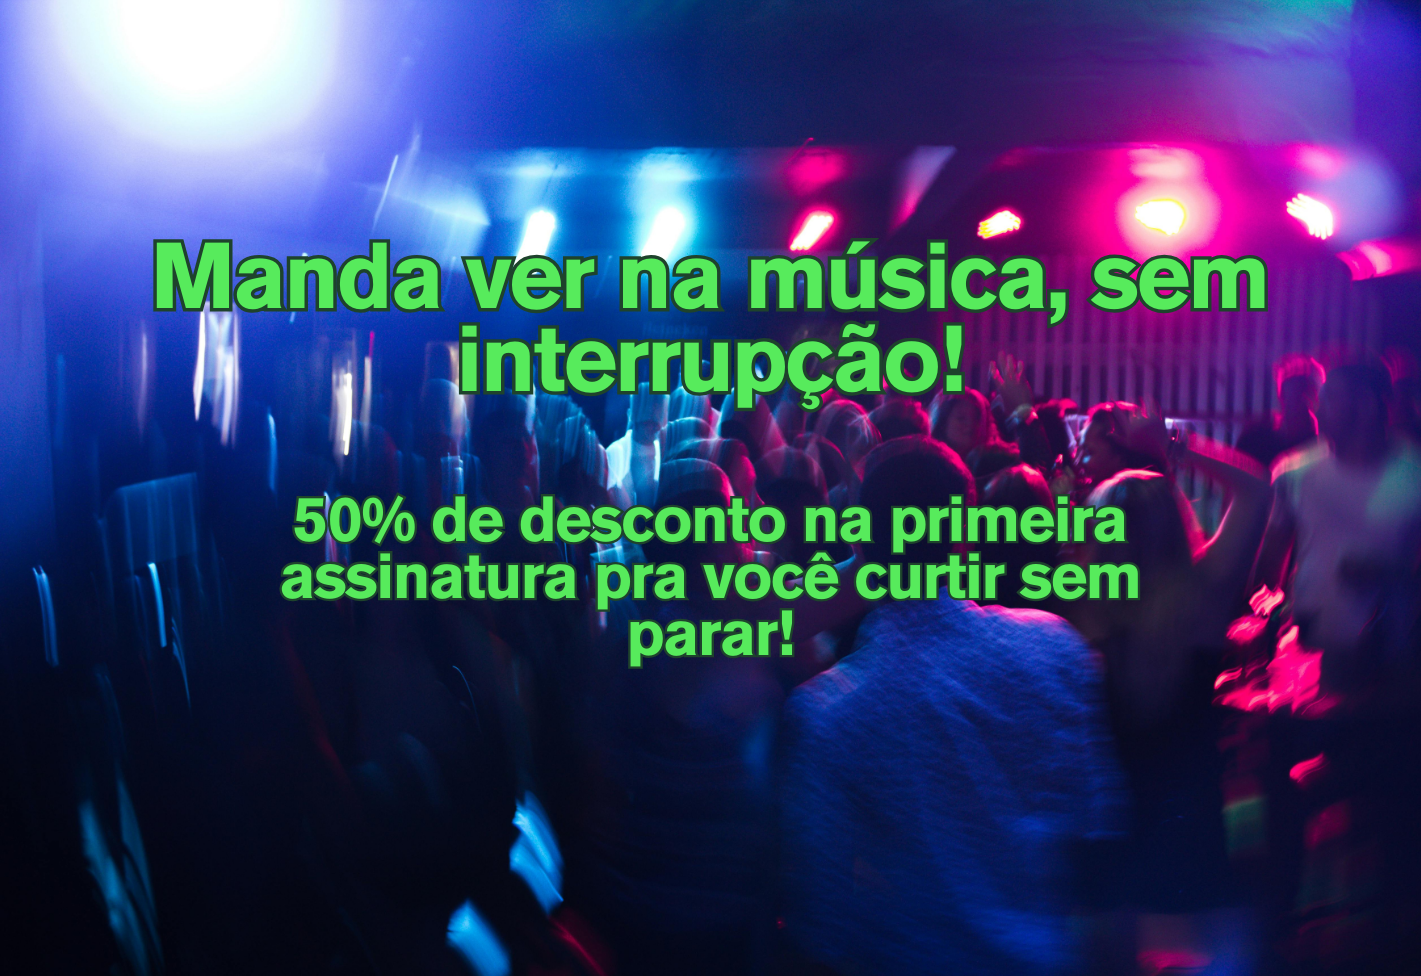 Manda ver na música, sem
interrupção!
50% de desconto na primeira
assinatura pra você curtir sem
parar!